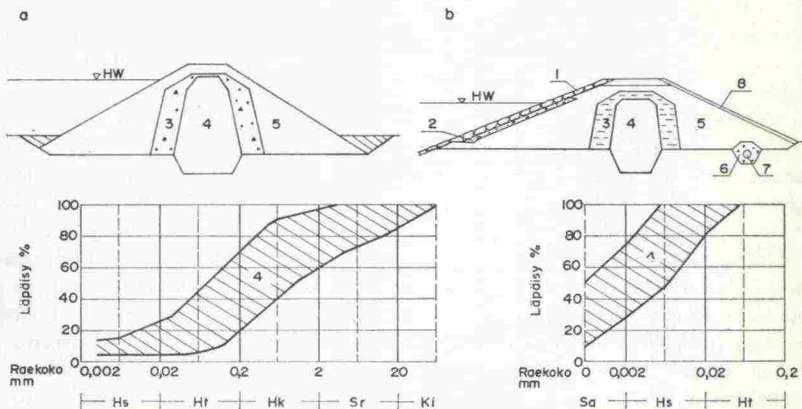 a
HW
3 4 5
b
1
HW
8
2
3 4 5
6 7
Läpäisy %
100
80
60
40
20
0
4
Raekoko
mm
0,002 0,02 0,2 2 20
Hs Ht Hk Sr Ki
Läpäisy %
100
80
60
40
20
0
1
0,002 0,02 0,2
Raekoko
mm
Sa Hs Ht